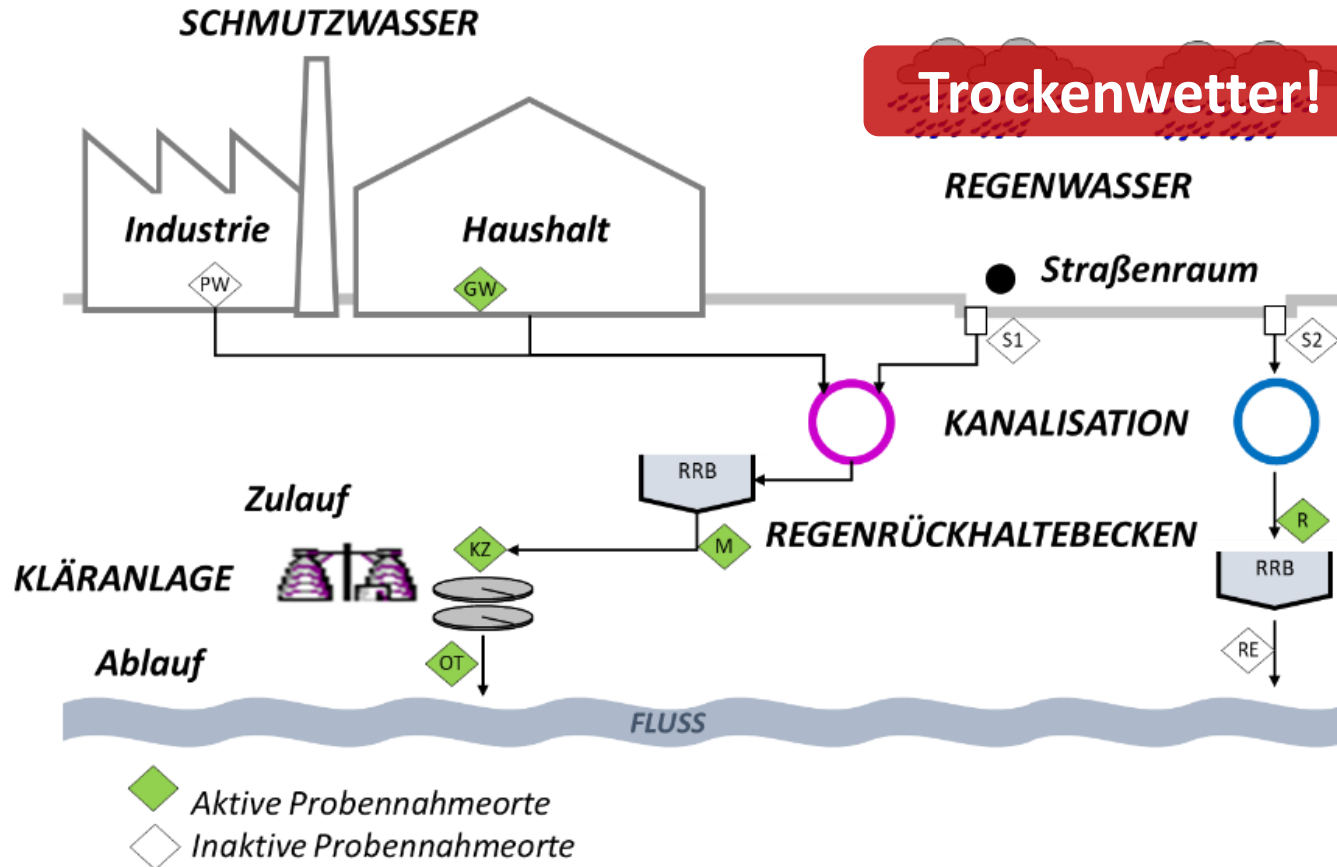 SCHMUTZWASSER
Trockenwetter!
REGENWASSER
Industrie
Haushalt
Straßenraum
PW
GW
S1
S2
KANALISATION
RRB
Zulauf
REGENRÜCKHALTEBECKEN
R
KZ
M
KLÄRANLAGE
RRB
Ablauf
OT
RE
FLUSS
Aktive Probennahmeorte
Inaktive Probennahmeorte